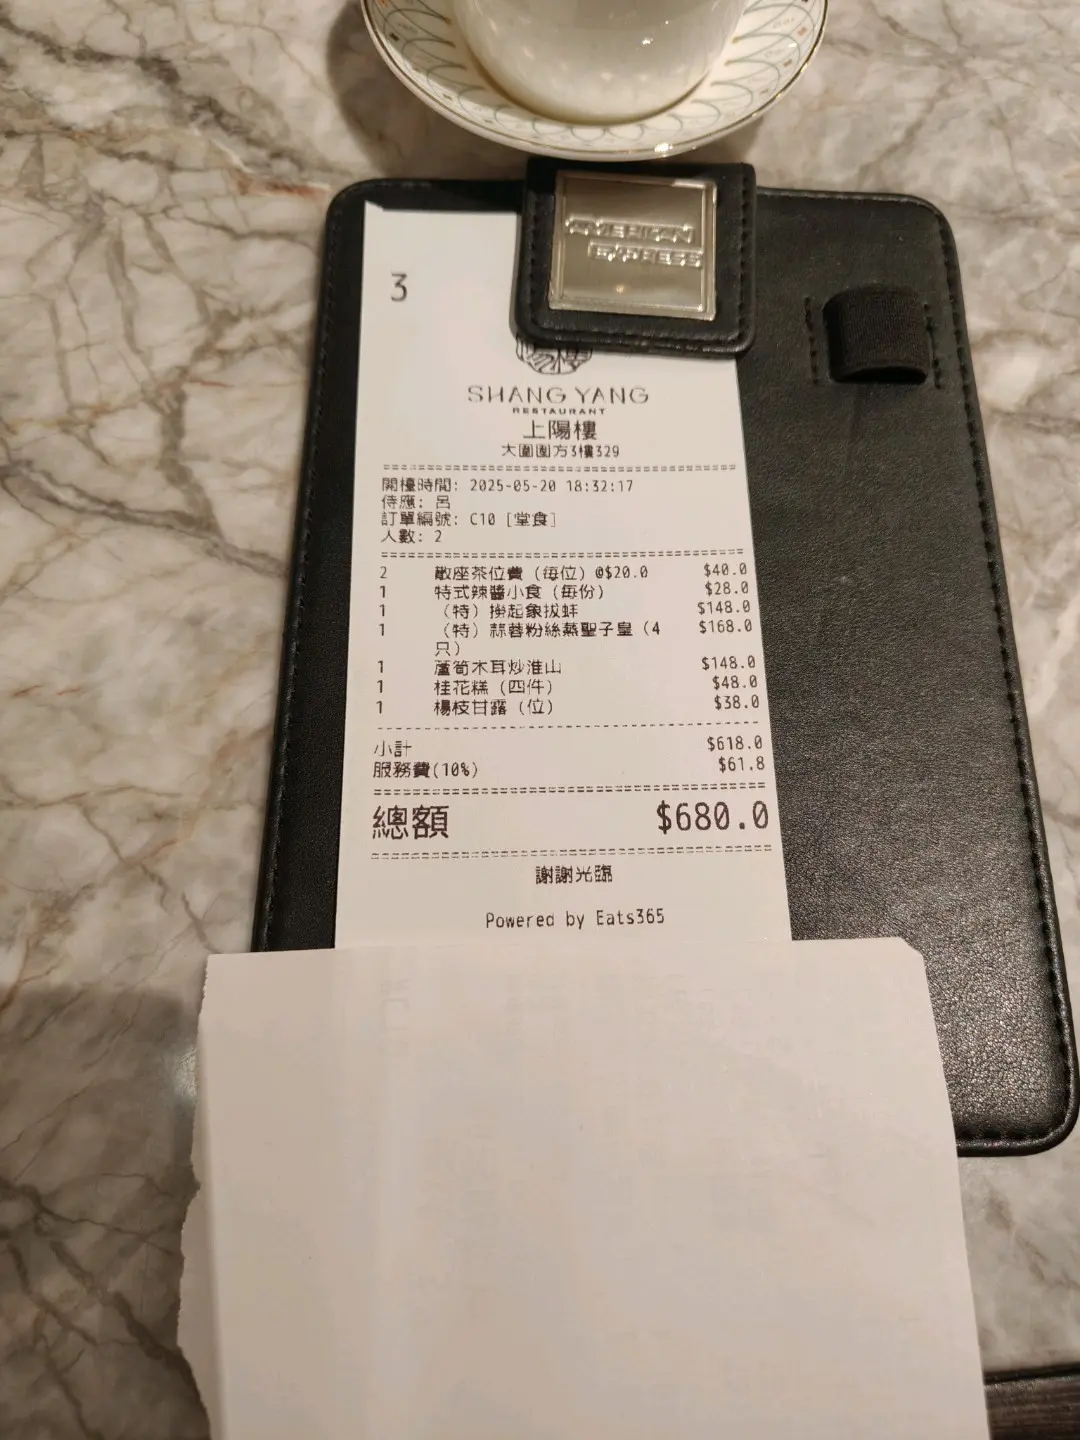 AMERICAN
EXPRESS
3
SHANG YANG
RESTAURANT
上陽樓
大圍圍方3樓329
開檯時間: 2025-05-20 18:32:17
侍應: 呂
訂單編號: C10 [堂食]
人數: 2
2 散座茶位費 (每位) @$20.0 $40.0
1 特式辣醬小食 (每份) $28.0
1 (特) 撈起象拔蚌 $148.0
1 (特) 蒜蓉粉絲蒸聖子皇 (4 $168.0
只)
1 蘆筍木耳炒淮山 $148.0
1 桂花糕 (四件) $48.0
1 楊枝甘露 (位) $38.0
小計 $618.0
服務費(10%) $61.8
總額 $680.0
謝謝光臨
Powered by Eats365